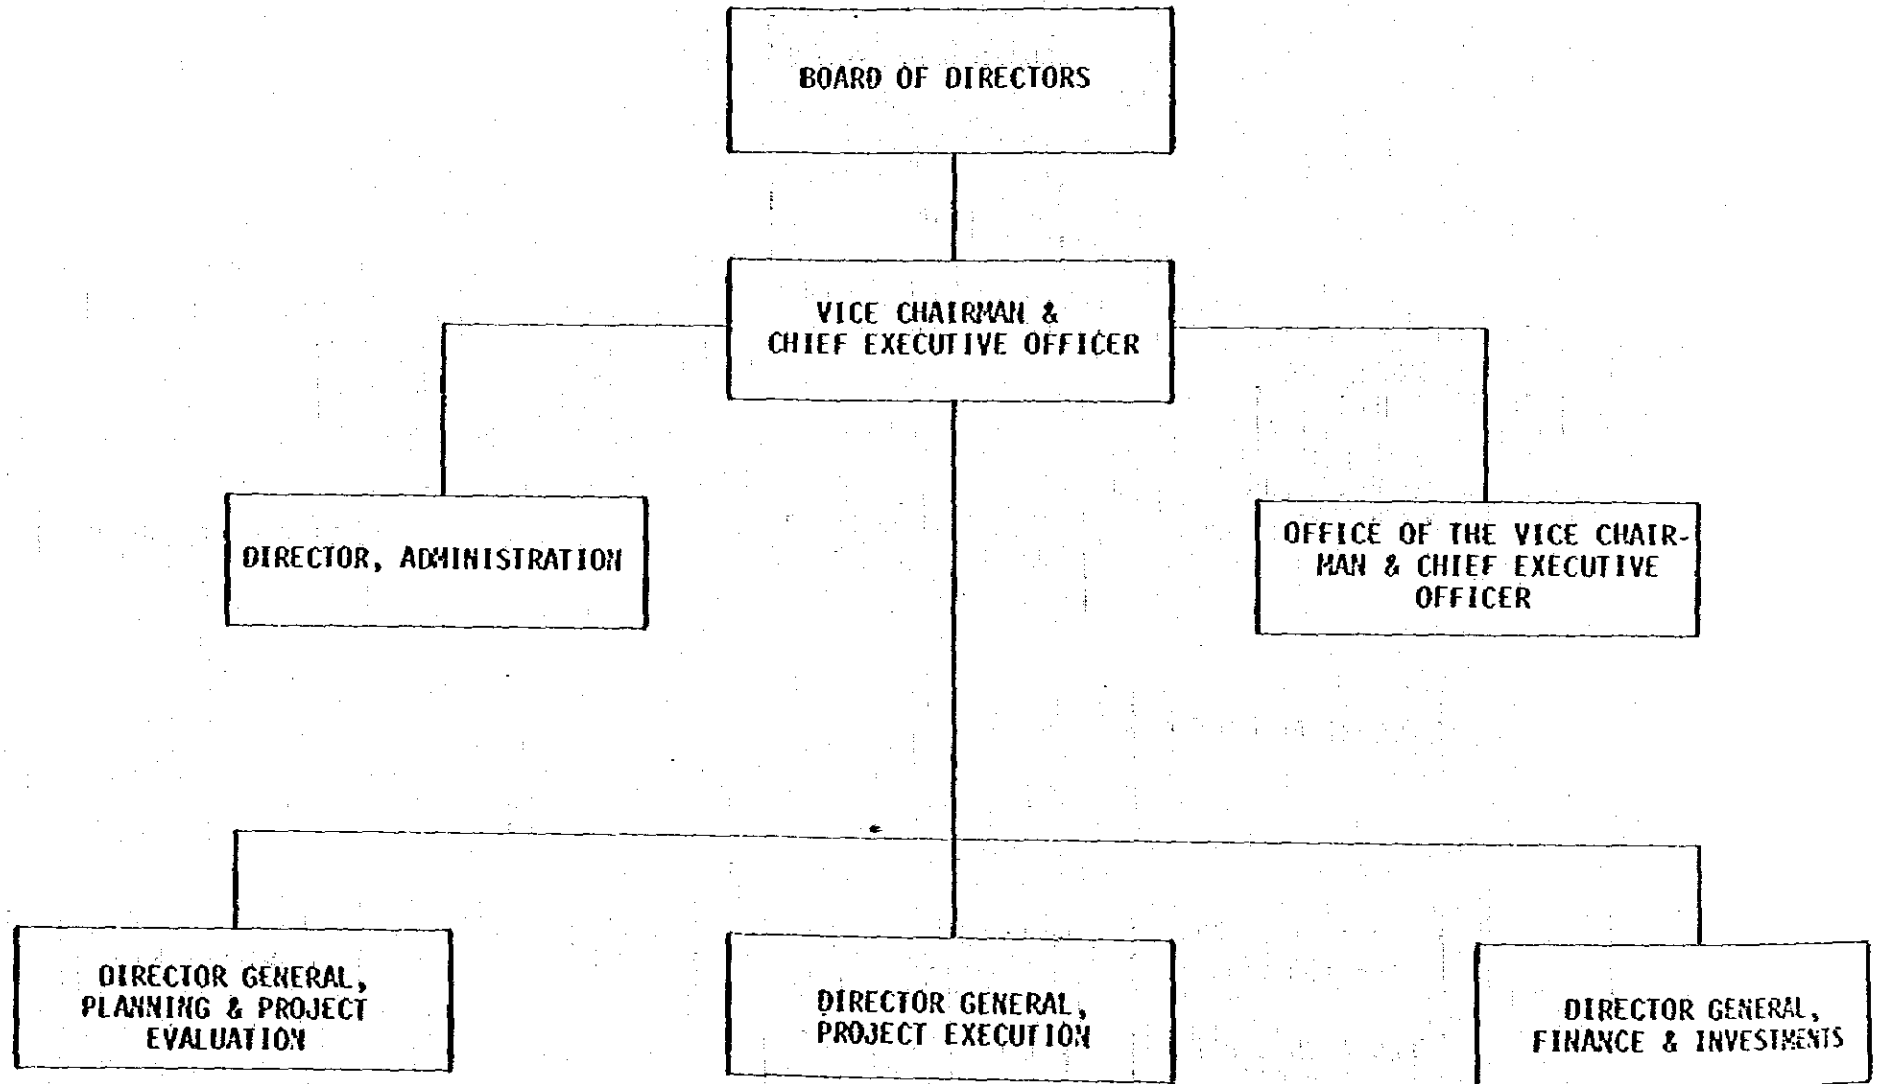 BOARD OF DIRECTORS
VICE CHAIRMAN &
CHIEF EXECUTIVE OFFICER
DIRECTOR, ADMINISTRATION
OFFICE OF THE VICE CHAIR-
MAN & CHIEF EXECUTIVE
OFFICER
DIRECTOR GENERAL,
PLANNING & PROJECT
EVALUATION
DIRECTOR GENERAL,
PROJECT EXECUTION
DIRECTOR GENERAL,
FINANCE & INVESTMENTS